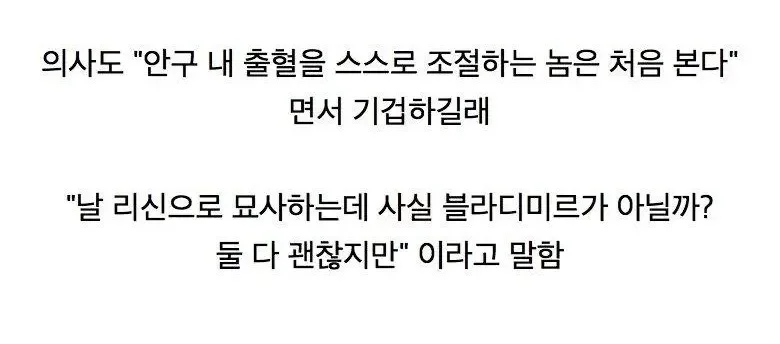 의사도 "안구 내 출혈을 스스로 조절하는 놈은 처음 본다"
면서 기겁하길래
"날 리신으로 묘사하는데 사실 블라디미르가 아닐까?
둘 다 괜찮지만" 이라고 말함